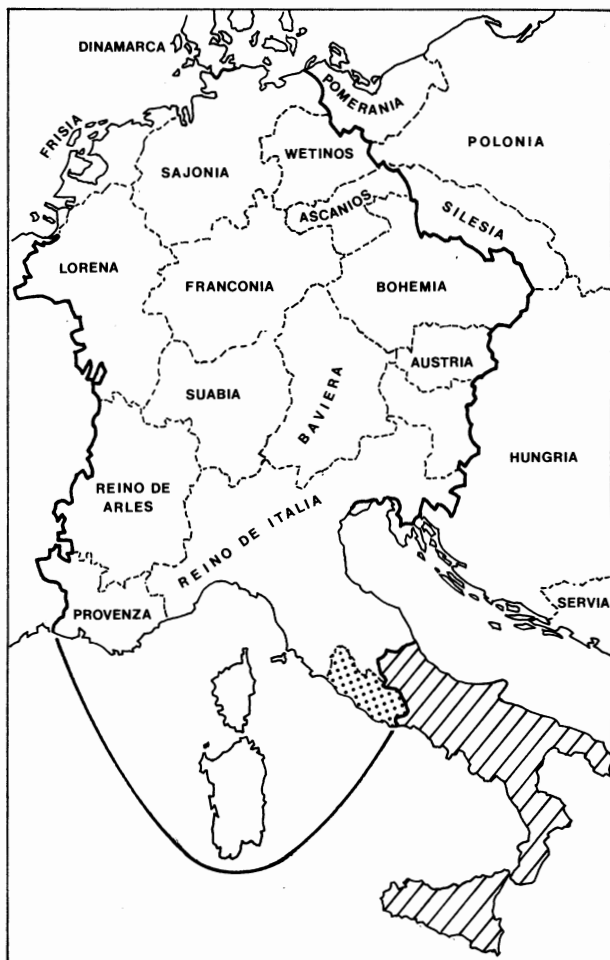 DINAMARCA
POMERANIA
FRISIA
POLONIA
WETINOS
SAJONIA
ASCANIOS
SILESIA
LORENA
FRANCONIA
BOHEMIA
AUSTRIA
SUABIA
BAVIERA
HUNGRIA
REINO DE
ARLES
REINO DE ITALIA
PROVENZA
SERVIA